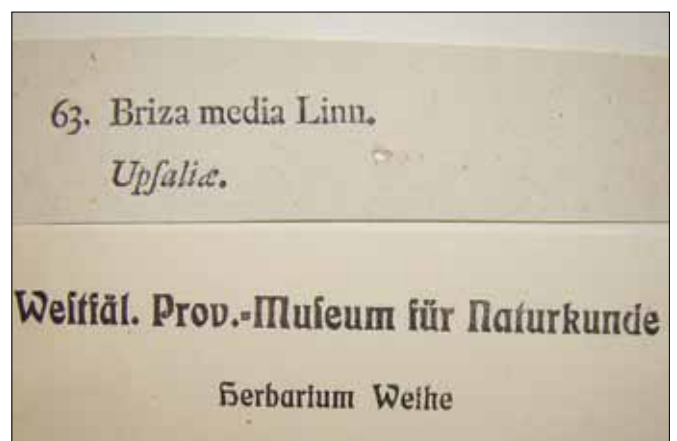 63. Briza media Linn.
Upſaliæ.
Weſtfäl. Prov.-Muſeum für Naturkunde
Herbarium Weihe